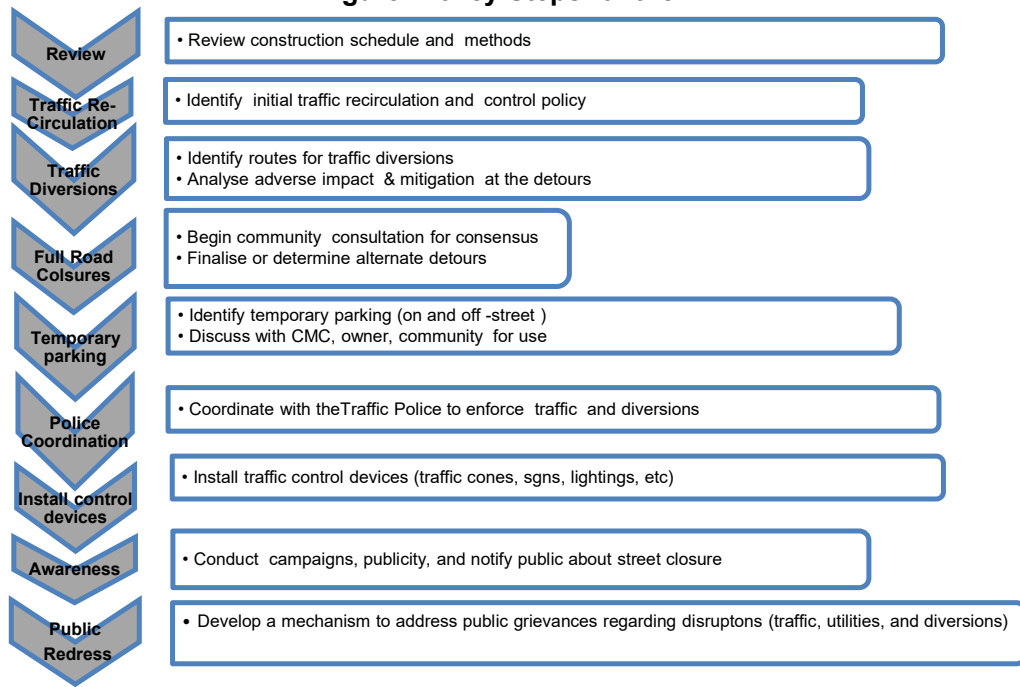 Review
• Review construction schedule and methods
Traffic Re-
Circulation
• Identify initial traffic recirculation and control policy
Traffic
Diversions
• Identify routes for traffic diversions
• Analyse adverse impact & mitigation at the detours
Full Road
Colsures
• Begin community consultation for consensus
• Finalise or determine alternate detours
Temporary
parking
• Identify temporary parking (on and off -street )
• Discuss with CMC, owner, community for use
Police
Coordination
• Coordinate with theTraffic Police to enforce traffic and diversions
Install control
devices
• Install traffic control devices (traffic cones, sgns, lightings, etc)
Awareness
• Conduct campaigns, publicity, and notify public about street closure
Public
Redress
• Develop a mechanism to address public grievances regarding disruptons (traffic, utilities, and diversions)